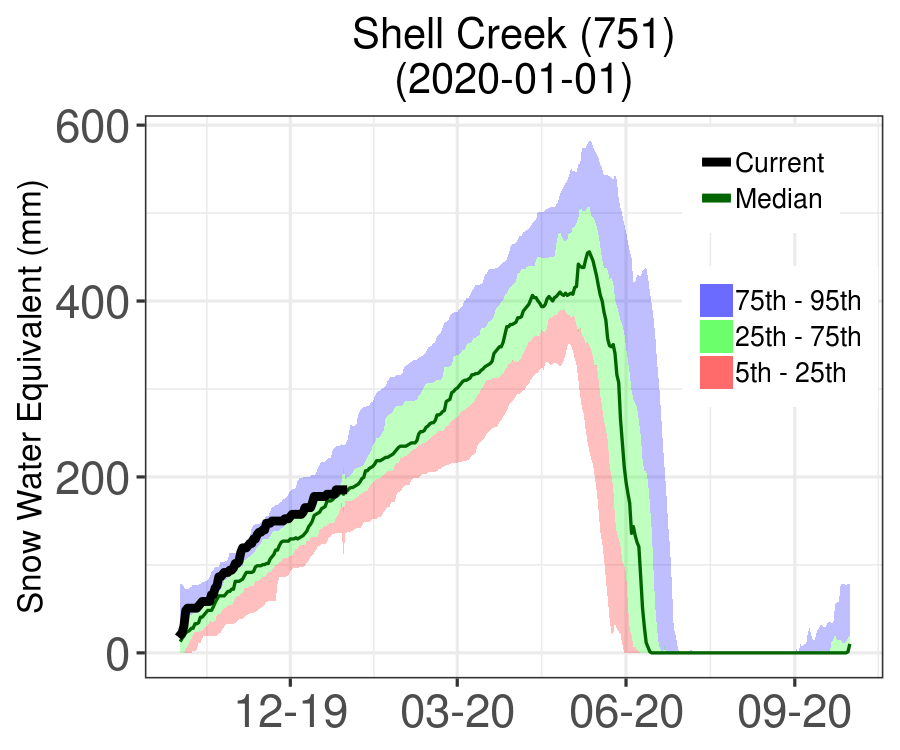 Shell Creek (751)
(2020-01-01)
Snow Water Equivalent (mm)
600
400
200
0
12-19
03-20
06-20
09-20
Current
Median
75th - 95th
25th - 75th
5th - 25th